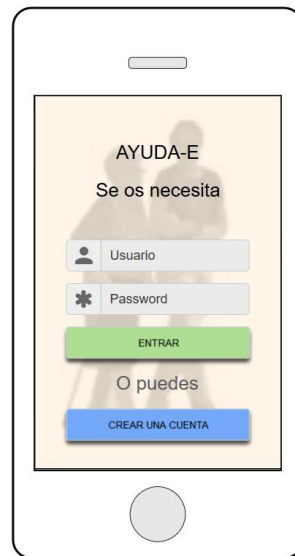 AYUDA-E
Se os necesita
Usuario
Password
ENTRAR
O puedes
CREAR UNA CUENTA